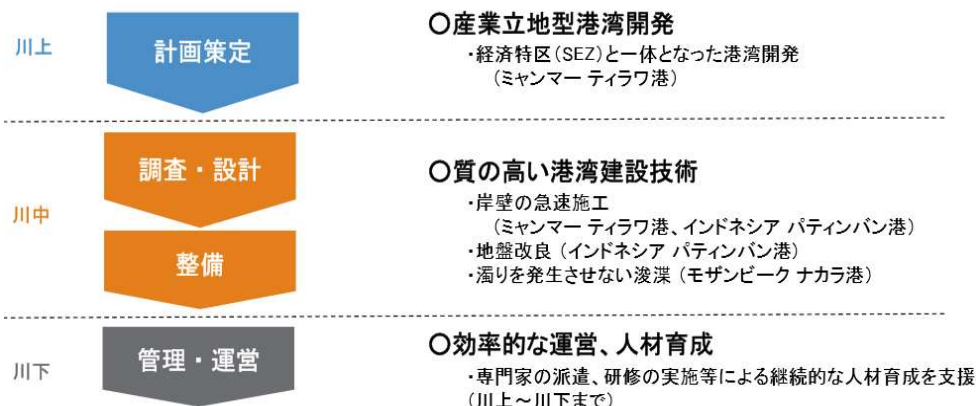 川上
計画策定
〇産業立地型港湾開発
・経済特区(SEZ)と一体となった港湾開発
(ミャンマー ティラワ港)
川中
調査・設計
整備
〇質の高い港湾建設技術
・岸壁の急速施工
(ミャンマー ティラワ港、インドネシア パティンバン港)
・地盤改良 (インドネシア パティンバン港)
・濁りを発生させない浚渫 (モザンビーク ナカラ港)
川下
管理・運営
〇効率的な運営、人材育成
・専門家の派遣、研修の実施等による継続的な人材育成を支援
(川上～川下まで)